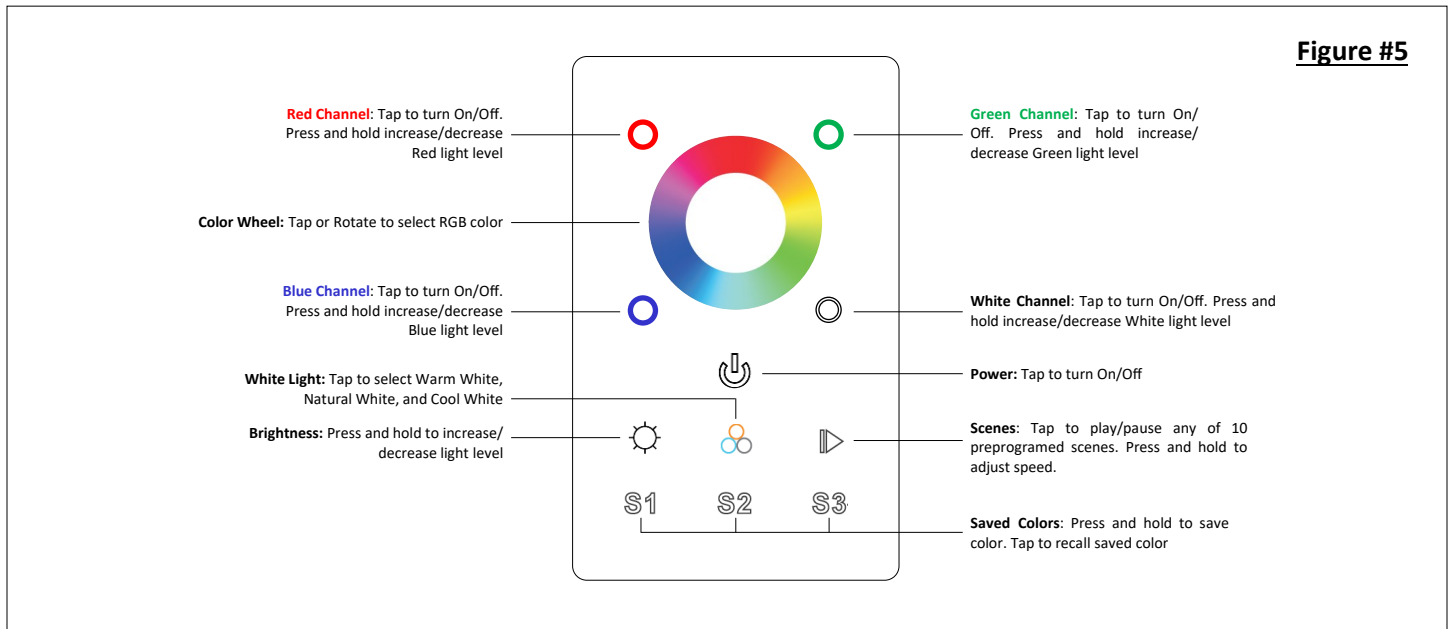 Figure #5
Red Channel: Tap to turn On/Off.
Press and hold increase/decrease
Red light level
Color Wheel: Tap or Rotate to select RGB color
Blue Channel: Tap to turn On/Off.
Press and hold increase/decrease
Blue light level
White Light: Tap to select Warm White,
Natural White, and Cool White
Brightness: Press and hold to increase/
decrease light level
Green Channel: Tap to turn On/
Off. Press and hold increase/
decrease Green light level
White Channel: Tap to turn On/Off. Press and
hold increase/decrease White light level
Power: Tap to turn On/Off
Scenes: Tap to play/pause any of 10
preprogramed scenes. Press and hold to
adjust speed.
Saved Colors: Press and hold to save
color. Tap to recall saved color
S1 S2 S3